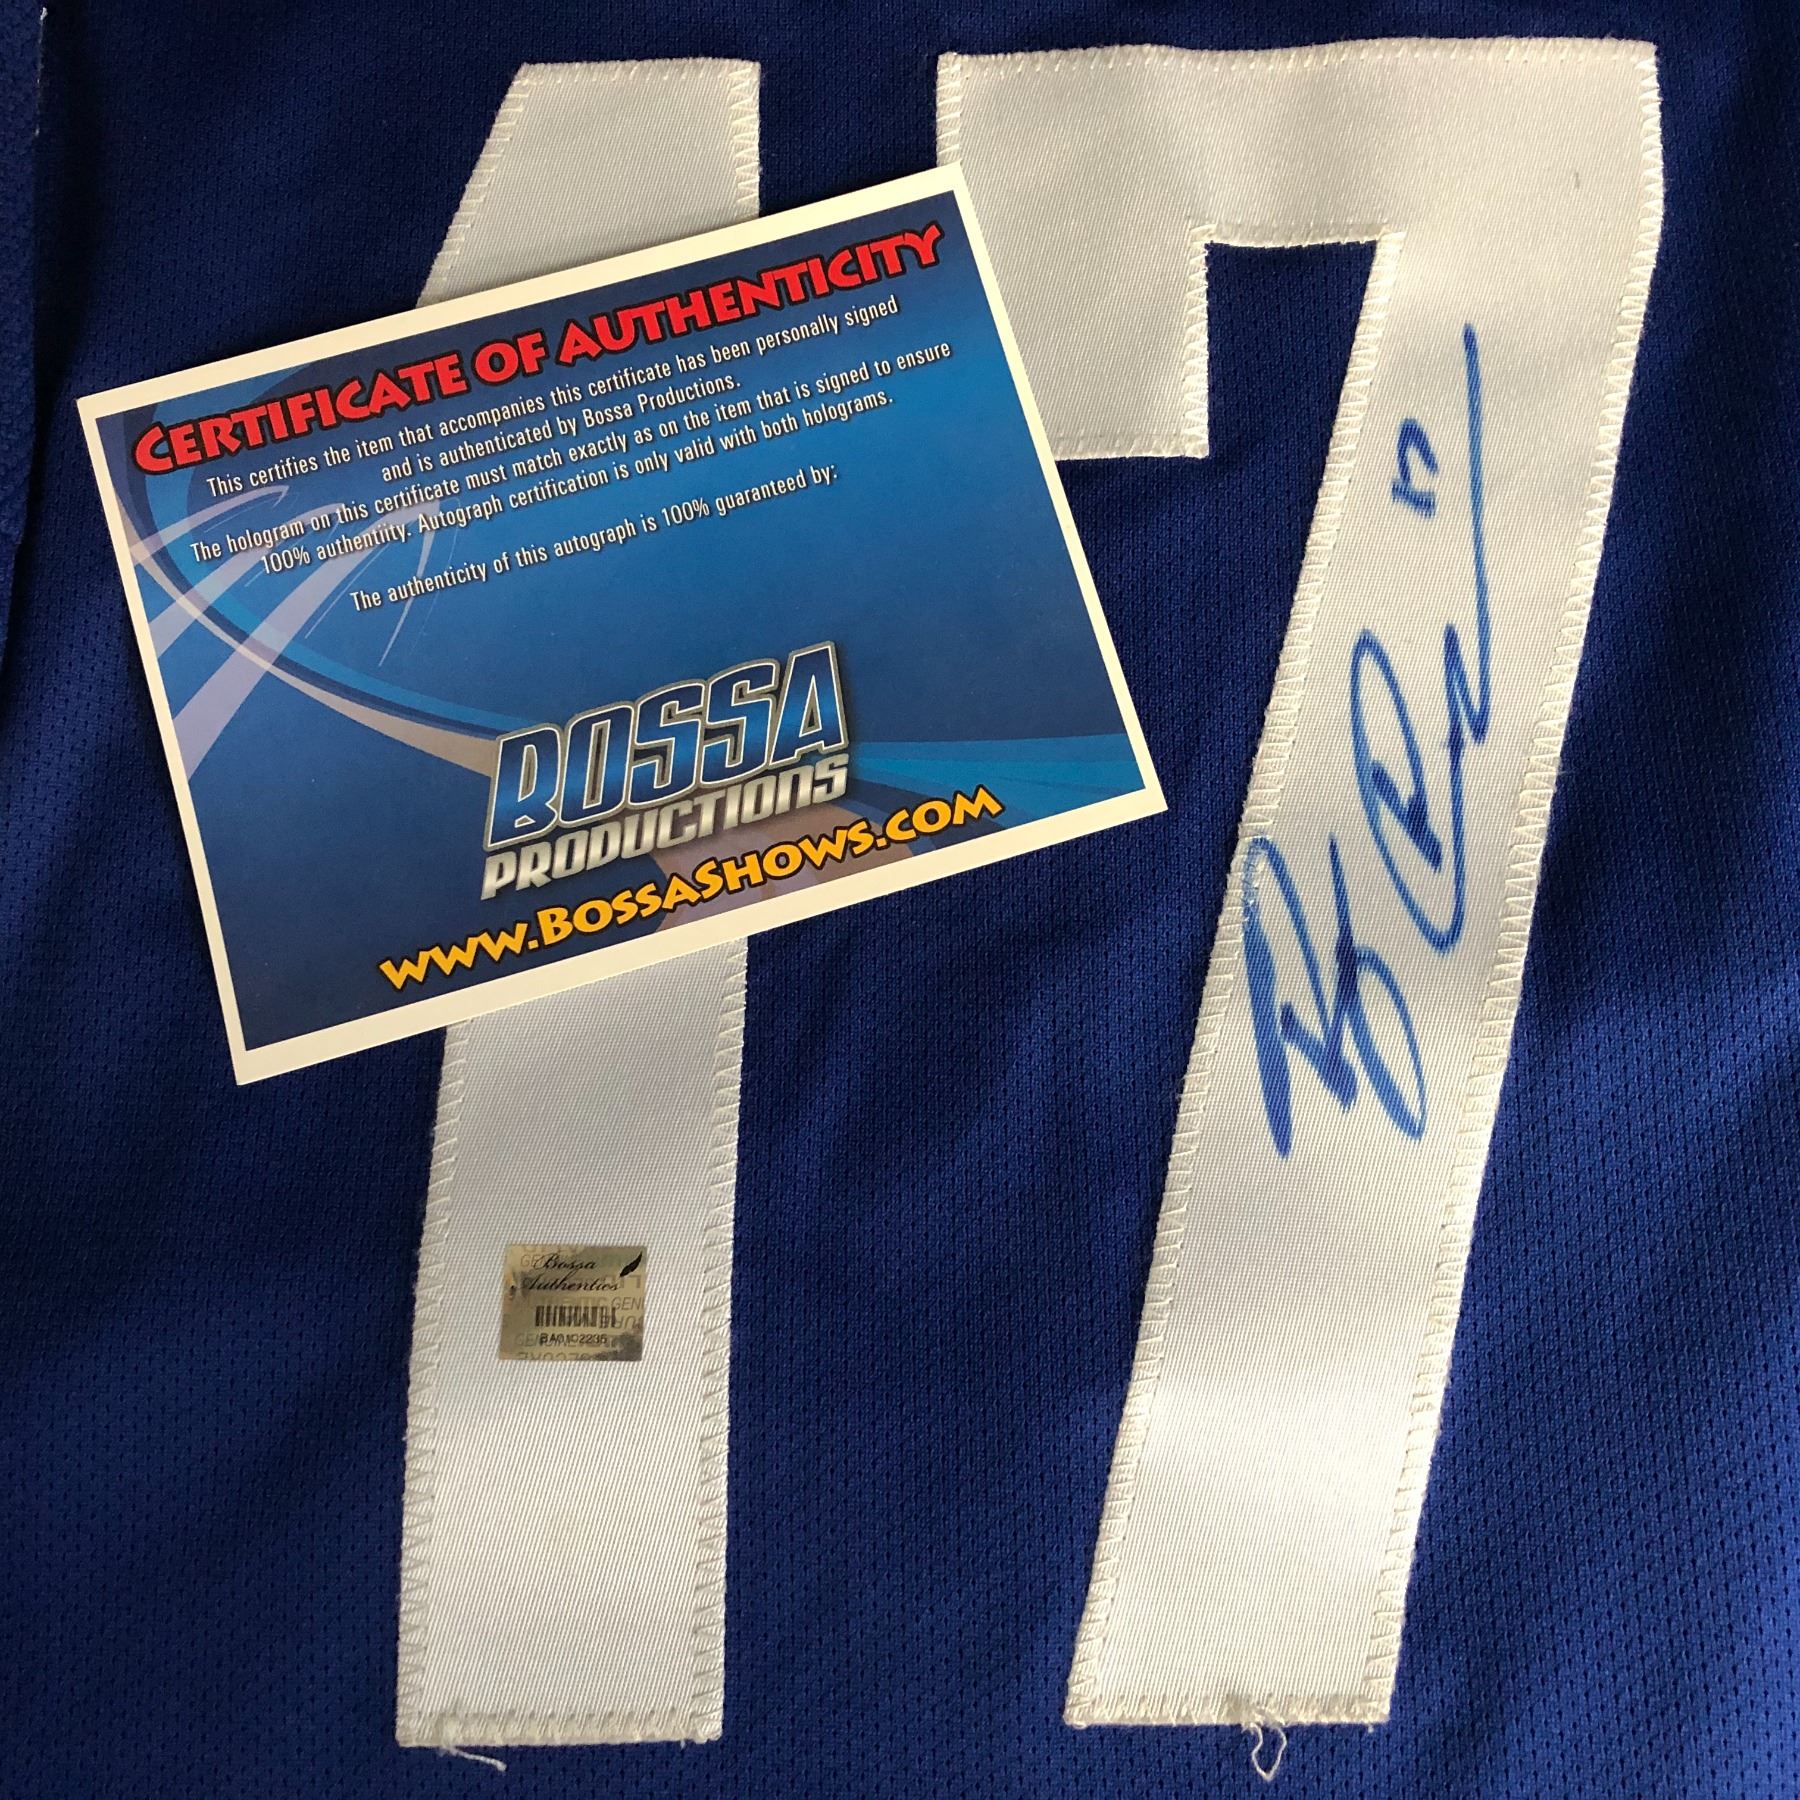 17
CERTIFICATE OF AUTHENTICITY
This certifies the item that accompanies this certificate has been personally signed
and is authenticated by Bossa Productions.
The hologram on this certificate must match exactly as on the item that is signed to ensure
100% authentiity. Autograph certification is only valid with both holograms.
The authenticity of this autograph is 100% guaranteed by:
BOSSA
PRODUCTIONS
WWW.BOSSASHOWS.COM
17
Bossa
Authentics